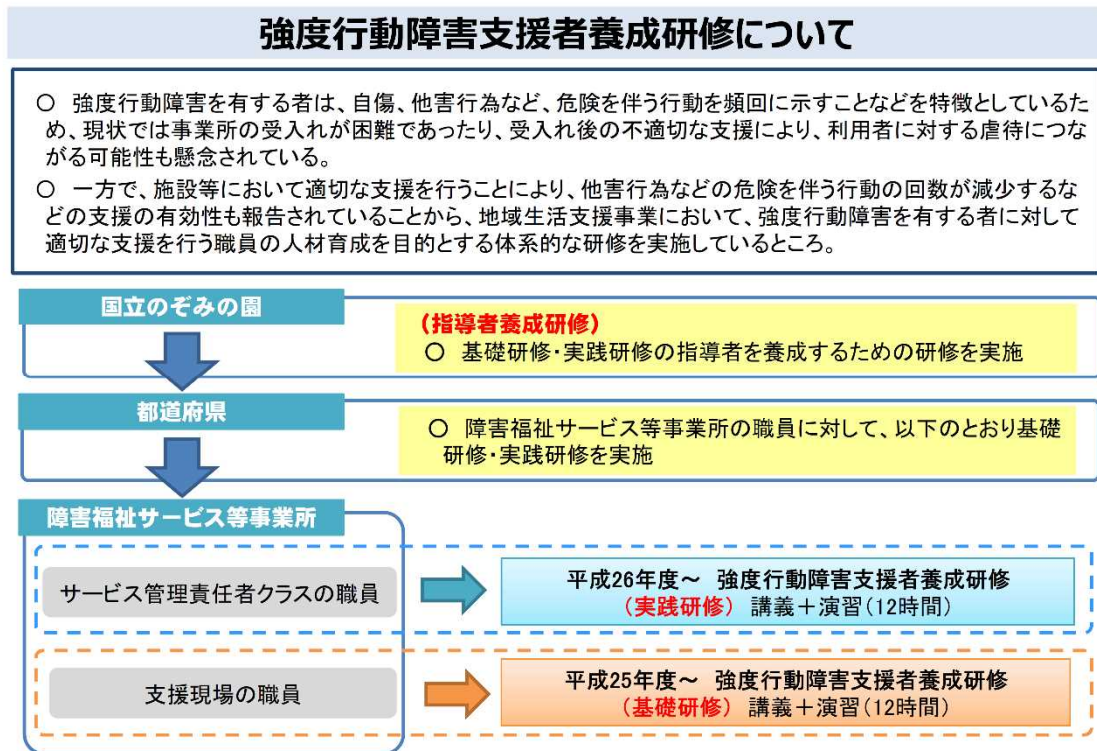 強度行動障害支援者養成研修について
○ 強度行動障害を有する者は、自傷、他害行為など、危険を伴う行動を頻回に示すことなどを特徴としているた
め、現状では事業所の受入れが困難であったり、受入れ後の不適切な支援により、利用者に対する虐待につな
がる可能性も懸念されている。
○ 一方で、施設等において適切な支援を行うことにより、他害行為などの危険を伴う行動の回数が減少するな
どの支援の有効性も報告されていることから、地域生活支援事業において、強度行動障害を有する者に対して
適切な支援を行う職員の人材育成を目的とする体系的な研修を実施しているところ。
国立のぞみの園
(指導者養成研修)
○ 基礎研修・実践研修の指導者を養成するための研修を実施
都道府県
○ 障害福祉サービス等事業所の職員に対して、以下のとおり基礎
研修・実践研修を実施
障害福祉サービス等事業所
サービス管理責任者クラスの職員
平成26年度～ 強度行動障害支援者養成研修
(実践研修) 講義＋演習(12時間)
支援現場の職員
平成25年度～ 強度行動障害支援者養成研修
(基礎研修) 講義＋演習(12時間)